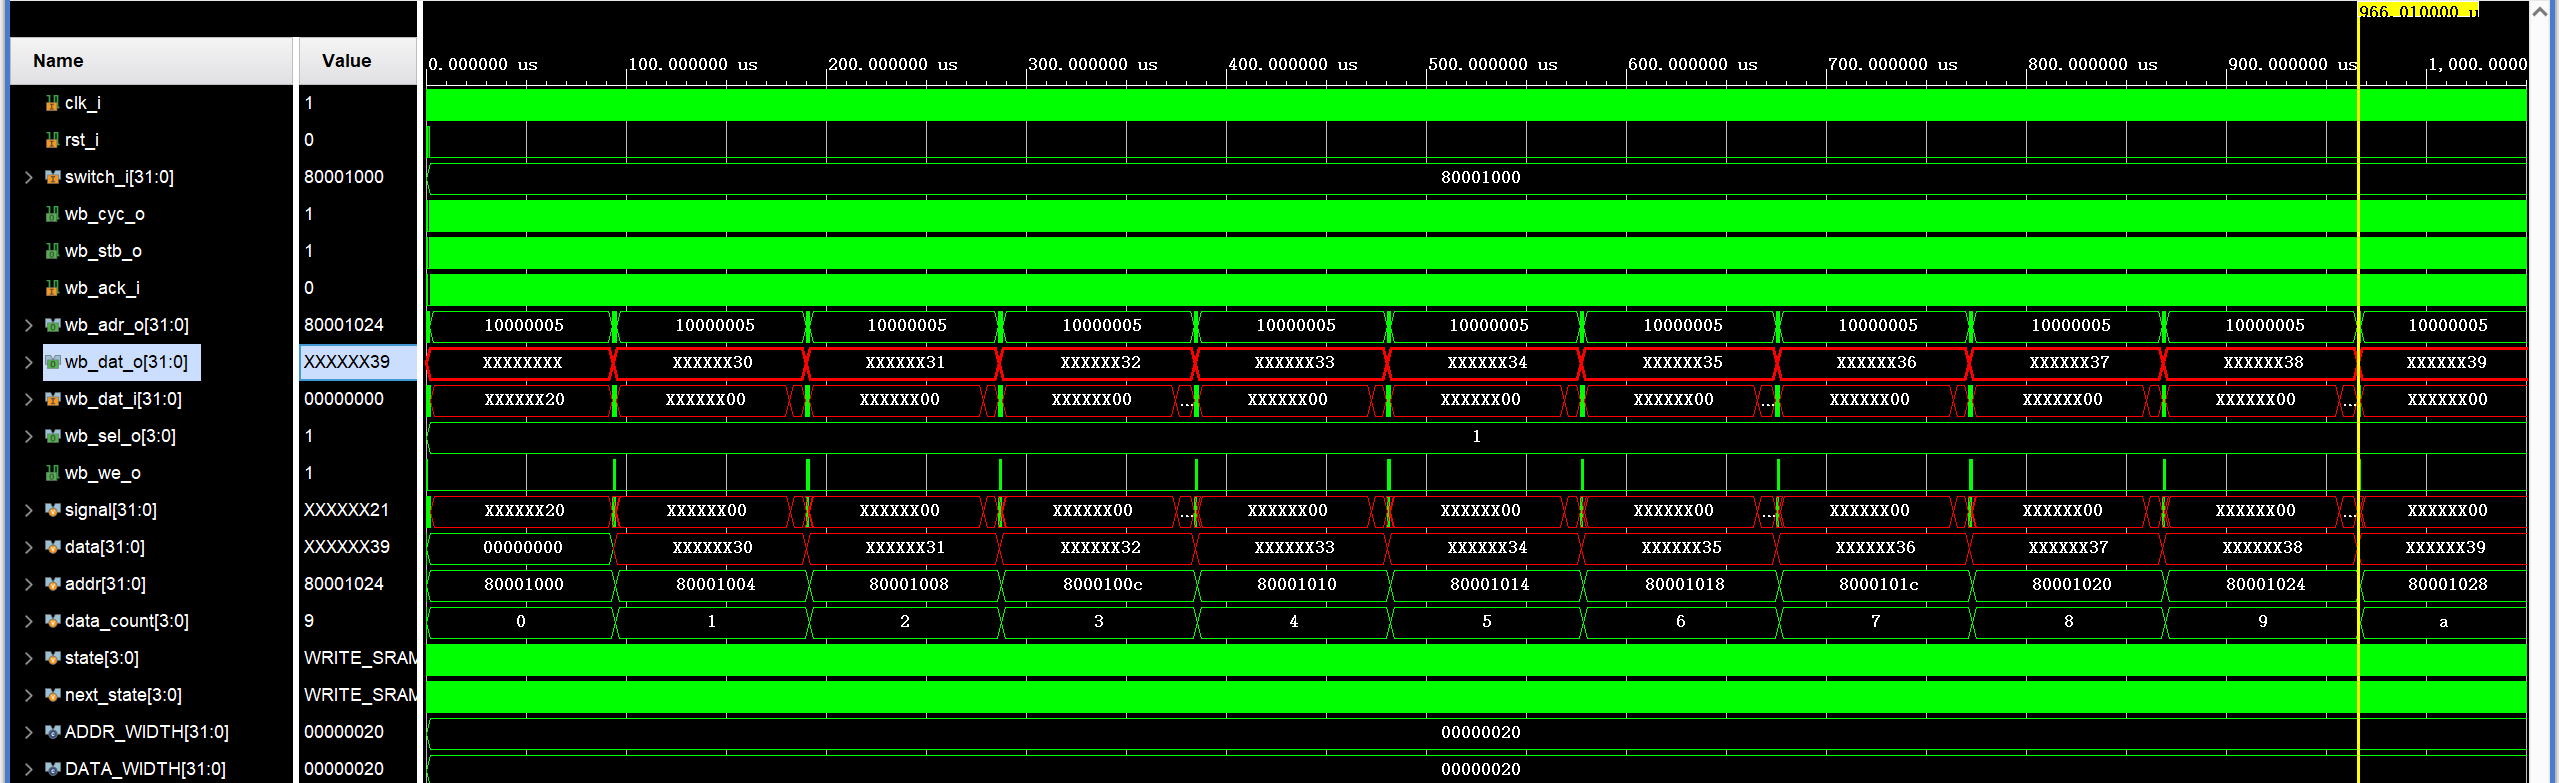 966.010000 u
Name Value
0.000000 us 100.000000 us 200.000000 us 300.000000 us 400.000000 us 500.000000 us 600.000000 us 700.000000 us 800.000000 us 900.000000 us 1,000.0000
clk_i 1
rst_i 0
switch_i[31:0] 80001000 80001000
wb_cyc_o 1
wb_stb_o 1
wb_ack_i 0
wb_adr_o[31:0] 80001024 10000005 10000005 10000005 10000005 10000005 10000005 10000005 10000005 10000005 10000005 10000005
wb_dat_o[31:0] XXXXXX39 XXXXXXXX XXXXXX30 XXXXXX31 XXXXXX32 XXXXXX33 XXXXXX34 XXXXXX35 XXXXXX36 XXXXXX37 XXXXXX38 XXXXXX39
wb_dat_i[31:0] 00000000 XXXXXX20 XXXXXX00 XXXXXX00 XXXXXX00 ... XXXXXX00 XXXXXX00 XXXXXX00 ... XXXXXX00 XXXXXX00 XXXXXX00 ... XXXXXX00
wb_sel_o[3:0] 1 1
wb_we_o 1
signal[31:0] XXXXXX21 XXXXXX20 XXXXXX00 XXXXXX00 XXXXXX00 ... XXXXXX00 XXXXXX00 XXXXXX00 ... XXXXXX00 XXXXXX00 XXXXXX00 ... XXXXXX00
data[31:0] XXXXXX39 00000000 XXXXXX30 XXXXXX31 XXXXXX32 XXXXXX33 XXXXXX34 XXXXXX35 XXXXXX36 XXXXXX37 XXXXXX38 XXXXXX39
addr[31:0] 80001024 80001000 80001004 80001008 8000100c 80001010 80001014 80001018 8000101c 80001020 80001024 80001028
data_count[3:0] 9 0 1 2 3 4 5 6 7 8 9 a
state[3:0] WRITE_SRAM
next_state[3:0] WRITE_SRAM
ADDR_WIDTH[31:0] 00000020 00000020
DATA_WIDTH[31:0] 00000020 00000020